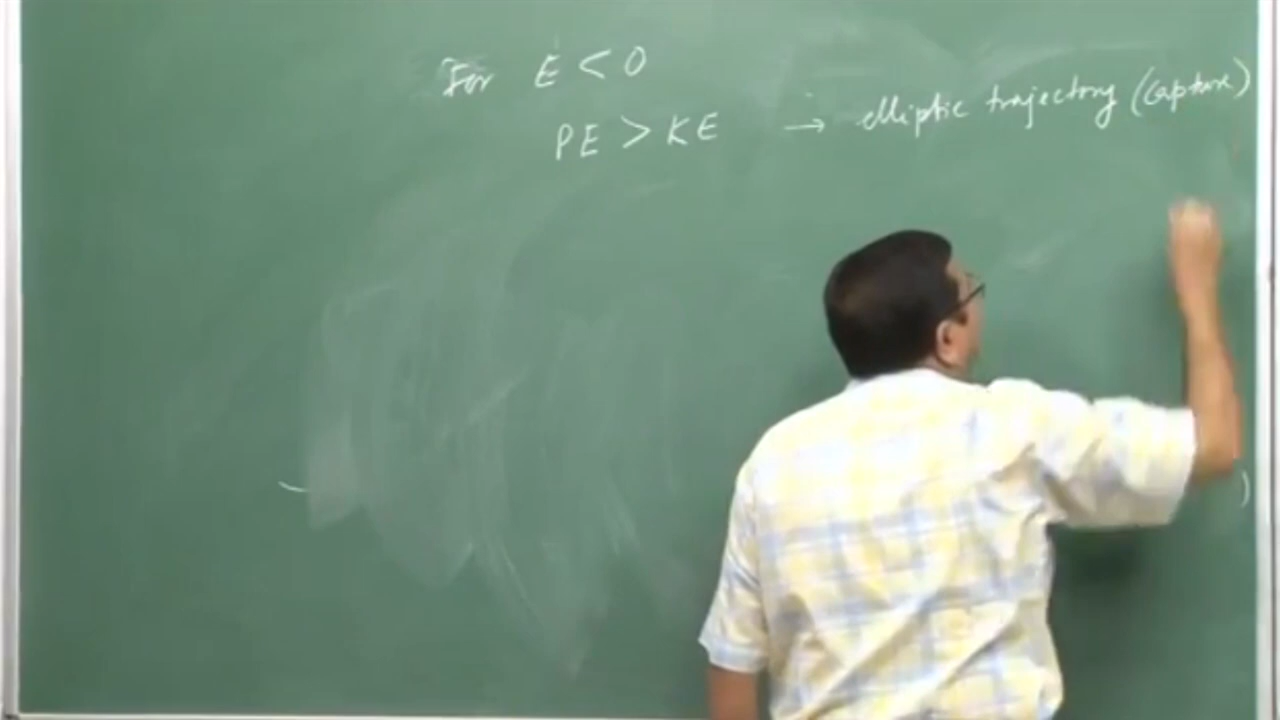 For E < 0
PE > KE → elliptic trajectory (capture)